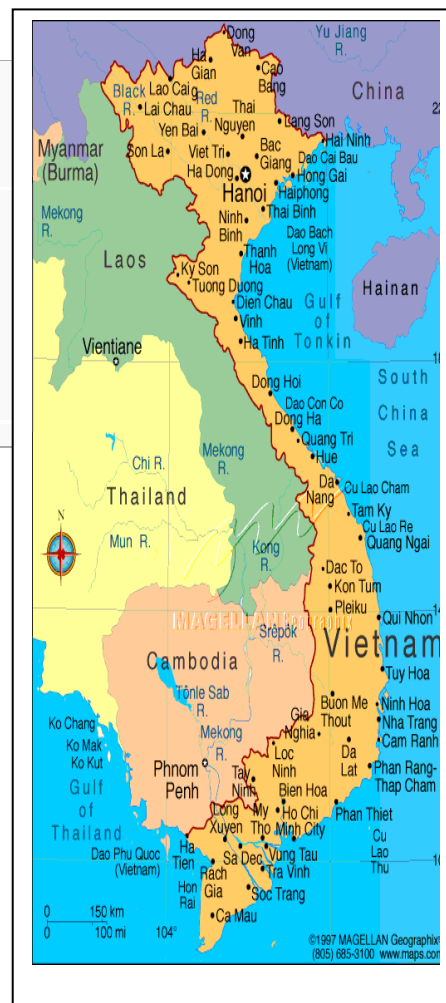 Dong
Van
Yu Jiang
R.
Ha
Gian
g
Cao
Bang
China
Lao Cai
Black
R.
Red
R.
Lai Chau
Thai
Nguyen
Lang Son
22
Yen Bai
Hai Ninh
Myanmar
(Burma)
Son La
Viet Tri
Bac
Giang
Dao Cai Bau
Ha Dong
Hong Gai
Hanoi
Haiphong
Mekong
R.
Thai Binh
Ninh
Binh
Dao Bach
Long Vi
(Vietnam)
Thanh
Hoa
Laos
Ky Son
Tuong Duong
Hainan
Dien Chau
Gulf
of
Tonkin
Vinh
Vientiane
Ha Tinh
18
South
China
Sea
Dong Hoi
Dao Con Co
Dong Ha
Quang Tri
Mekong
R.
Hue
Chi R.
Da
Nang
Cu Lao Cham
Thailand
Tam Ky
Cu Lao Re
N
Mun R.
Quang Ngai
Kong
R.
Dac To
Kon Tum
Pleiku
14
MAGELLAN Geographix
Qui Nhon
Srepok
R.
Vietnam
Cambodia
Tuy Hoa
Tônle Sab
R.
Buon Me
Thout
Ninh Hoa
Ko Chang
Gia
Nghia
Nha Trang
Mekong
R.
Ko Mak
Cam Ranh
Ko Kut
Loc
Ninh
Da
Lat
Phnom
Penh
Tay
Ninh
Phan Rang-
Thap Cham
Gulf
of
Thailand
Bien Hoa
Long
Xuyen
My
Tho
Ho Chi
Minh City
Phan Thiet
Ha
Tien
Cu
Lao
Thu
Dao Phu Quoc
(Vietnam)
Sa Dec
Vung Tau
10
Hon
Rai
Rach
Gia
Tra Vinh
Soc Trang
Ca Mau
0 150 km
0 100 mi
104°
©1997 MAGELLAN Geographix
(805) 685-3100 www.maps.com